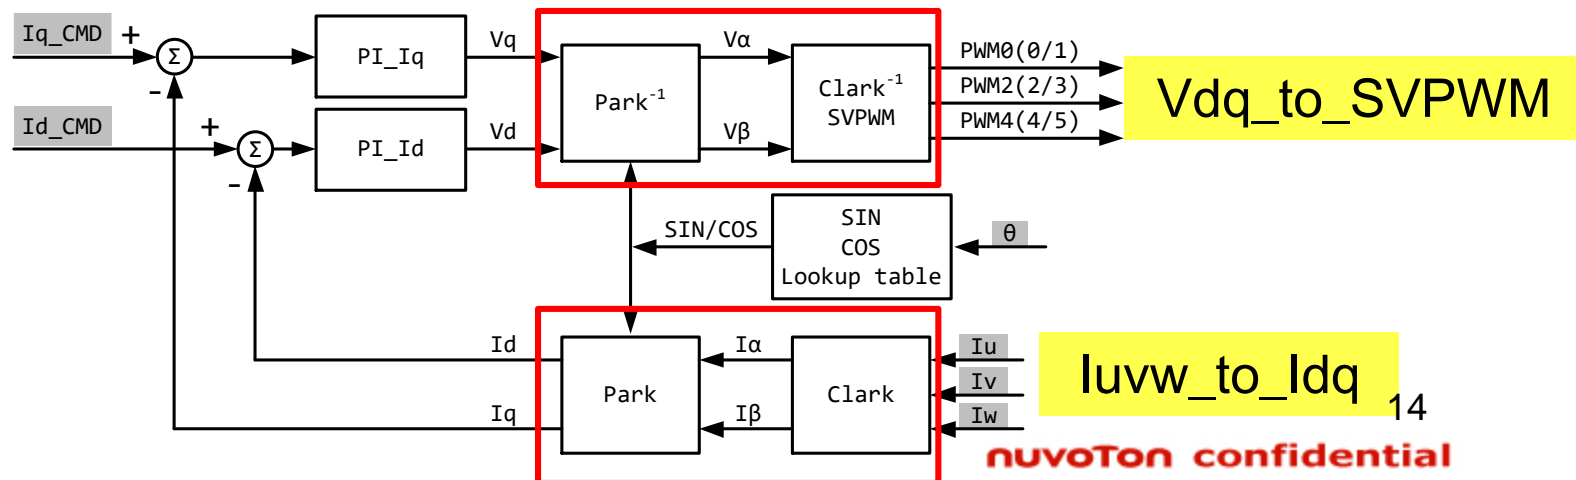 Iq_CMD
+
Σ
-
PI_Iq
Vq
Park-1
Vα
Clark-1
SVPWM
PWM0(0/1)
PWM2(2/3)
PWM4(4/5)
Vdq_to_SVPWM
Id_CMD
+
Σ
-
PI_Id
Vd
Vβ
SIN/COS
SIN
COS
Lookup table
θ
Id
Iq
Park
Iα
Iβ
Clark
Iu
Iv
Iw
Iuvw_to_Idq
14
nuvoTon confidential